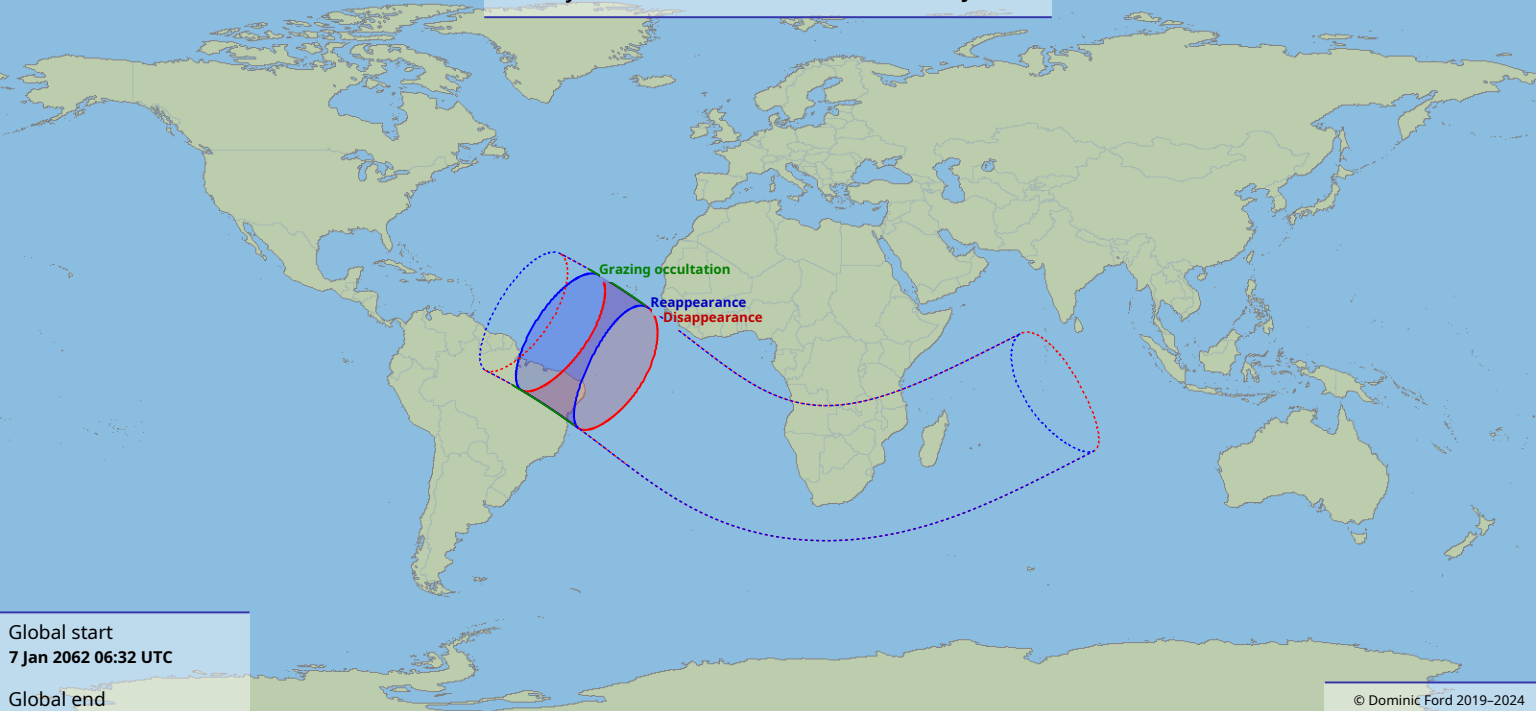 Grazing occultation
Reappearance
Disappearance
Global start
7 Jan 2062 06:32 UTC
Global end
© Dominic Ford 2019–2024